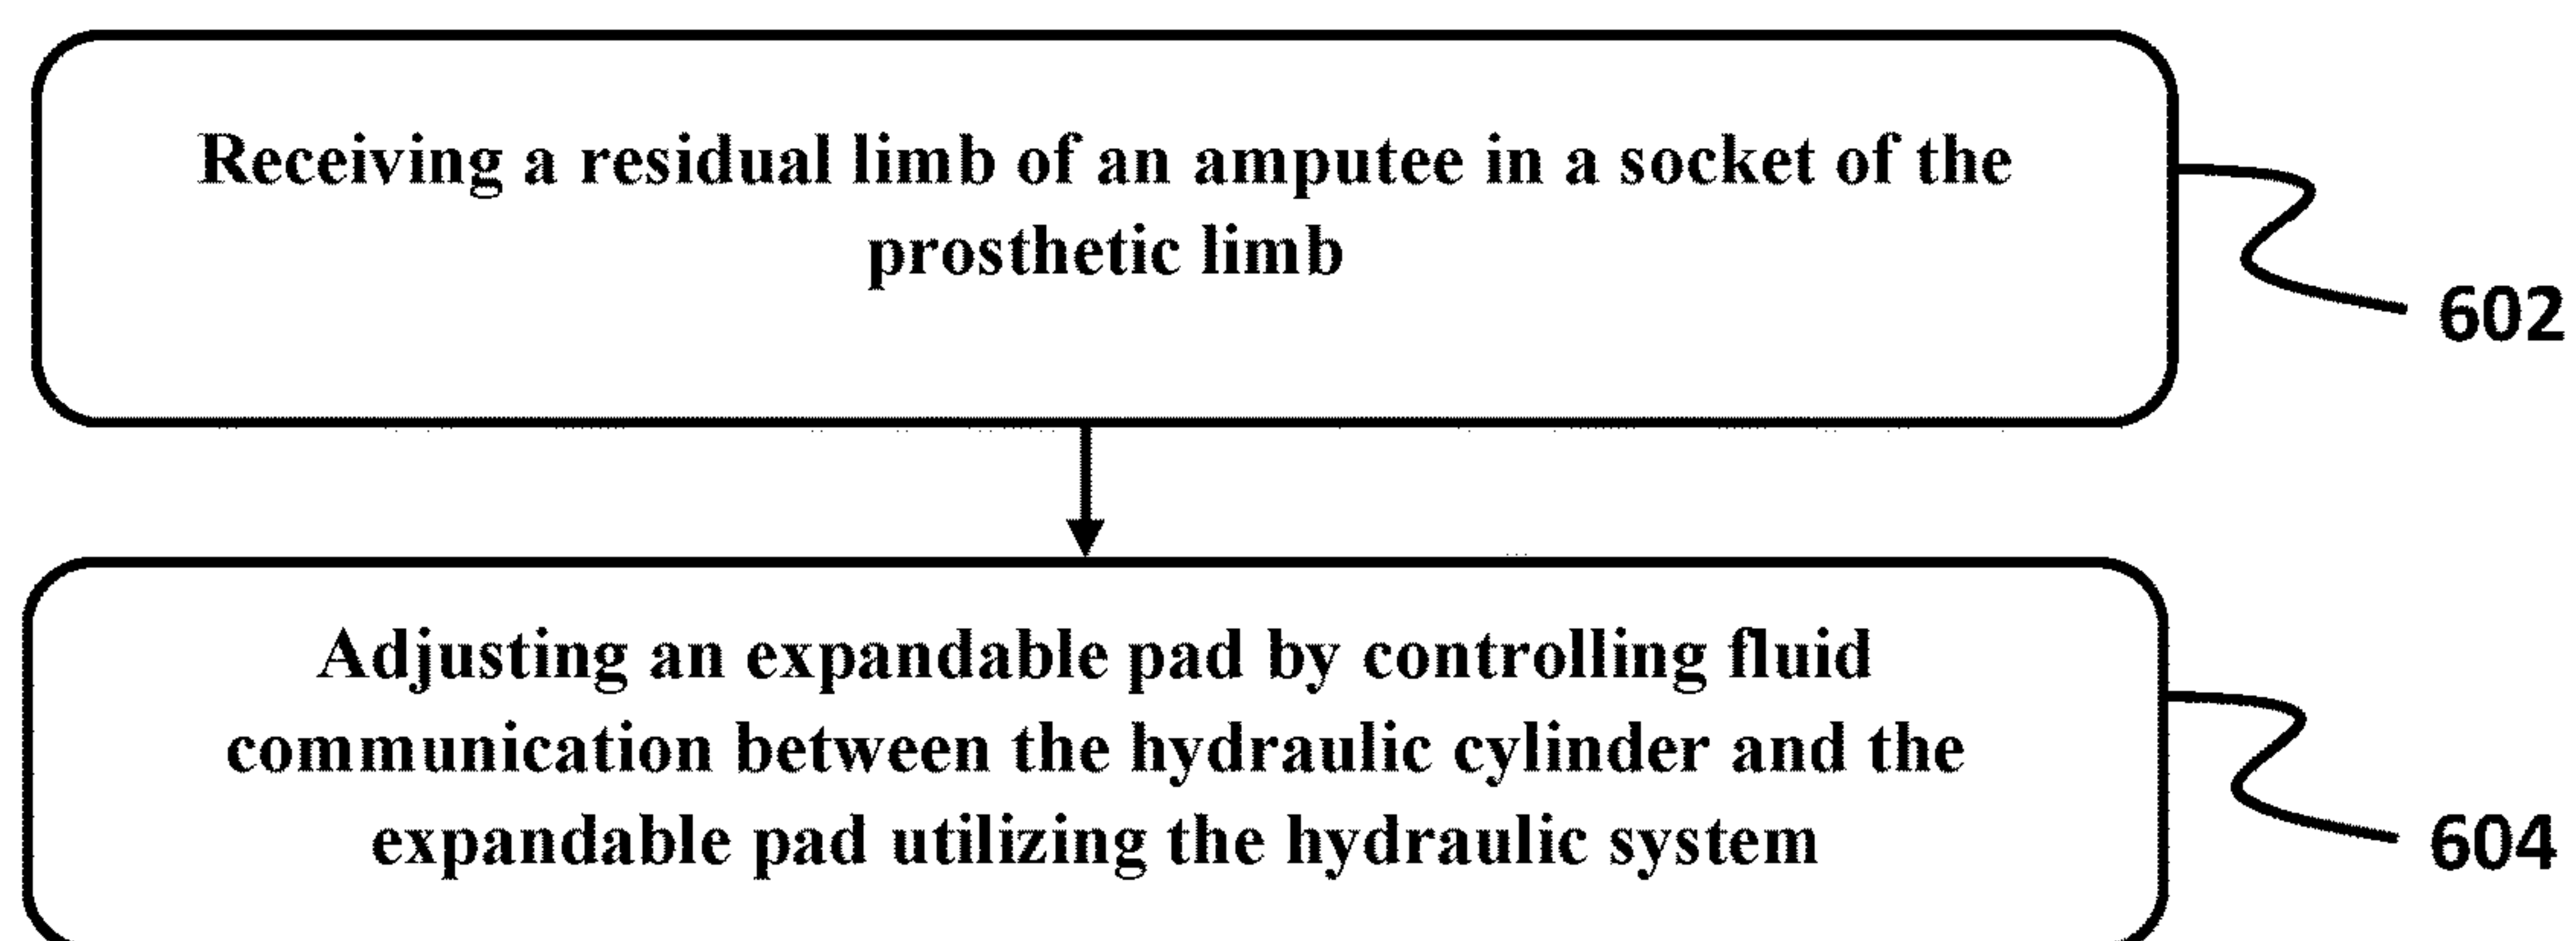 Receiving a residual limb of an amputee in a socket of the
prosthetic limb
602
Adjusting an expandable pad by controlling fluid
communication between the hydraulic cylinder and the
expandable pad utilizing the hydraulic system
604